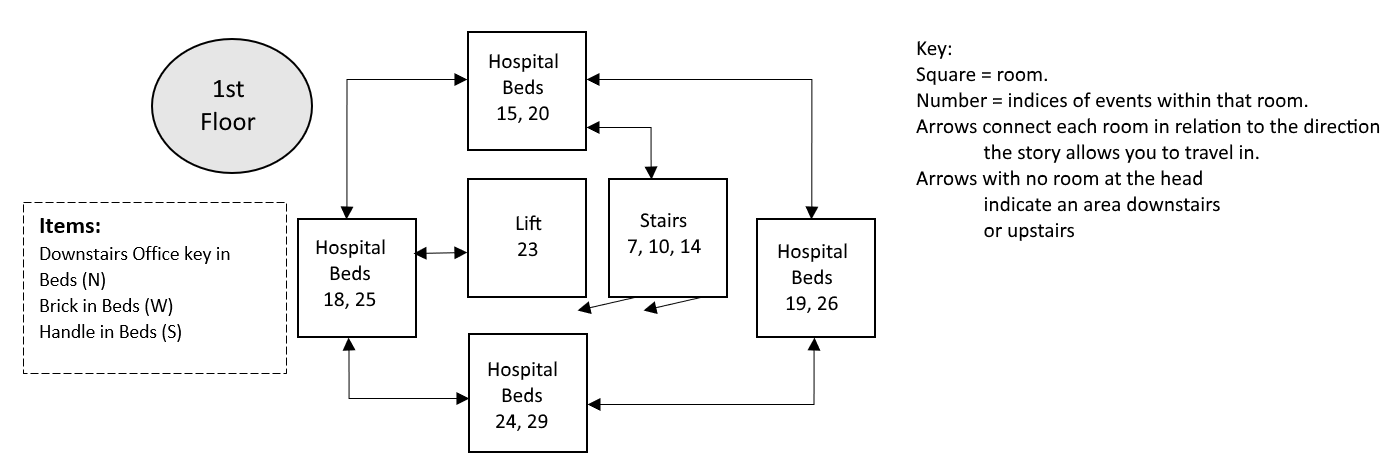 1st
Floor
Items:
Downstairs Office key in
Beds (N)
Brick in Beds (W)
Handle in Beds (S)
Hospital
Beds
15, 20
Lift
23
Stairs
7, 10, 14
Hospital
Beds
18, 25
Hospital
Beds
19, 26
Hospital
Beds
24, 29
Key:
Square = room.
Number = indices of events within that room.
Arrows connect each room in relation to the direction
the story allows you to travel in.
Arrows with no room at the head
indicate an area downstairs
or upstairs